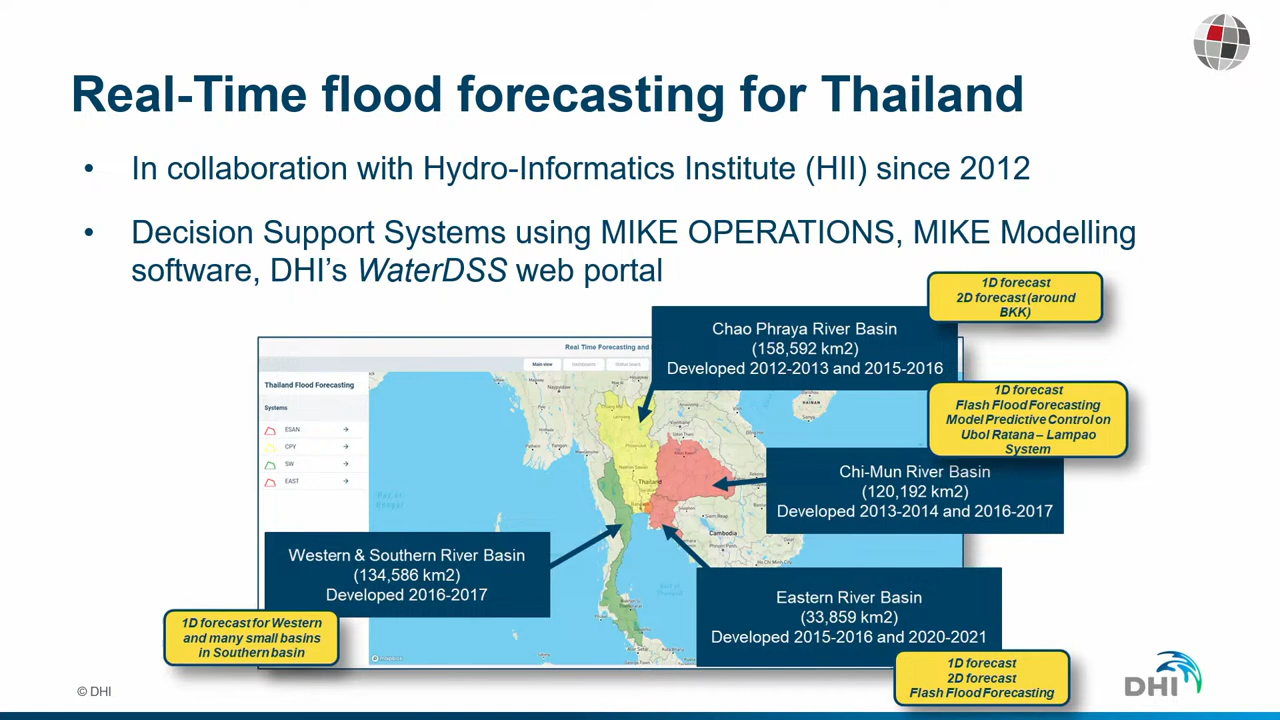 Real-Time flood forecasting for Thailand
• In collaboration with Hydro-Informatics Institute (HII) since 2012
• Decision Support Systems using MIKE OPERATIONS, MIKE Modelling
software, DHI's WaterDSS web portal
1D forecast
2D forecast (around
BKK)
Chao Phraya River Basin
(158,592 km2)
Developed 2012-2013 and 2015-2016
Real Time Forecasting and
Main view
Dashboards
Thailand Flood Forecasting
Systems
ESAN
CPY
SW
EAST
1D forecast
Flash Flood Forecasting
Model Predictive Control on
Ubol Ratana – Lampao
System
Chi-Mun River Basin
(120,192 km2)
Developed 2013-2014 and 2016-2017
HAINAN
Thailand
Cambodia
Western & Southern River Basin
(134,586 km2)
Developed 2016-2017
Eastern River Basin
(33,859 km2)
Developed 2015-2016 and 2020-2021
1D forecast for Western
and many small basins
in Southern basin
mapbox
1D forecast
2D forecast
Flash Flood Forecasting
© DHI
DHI